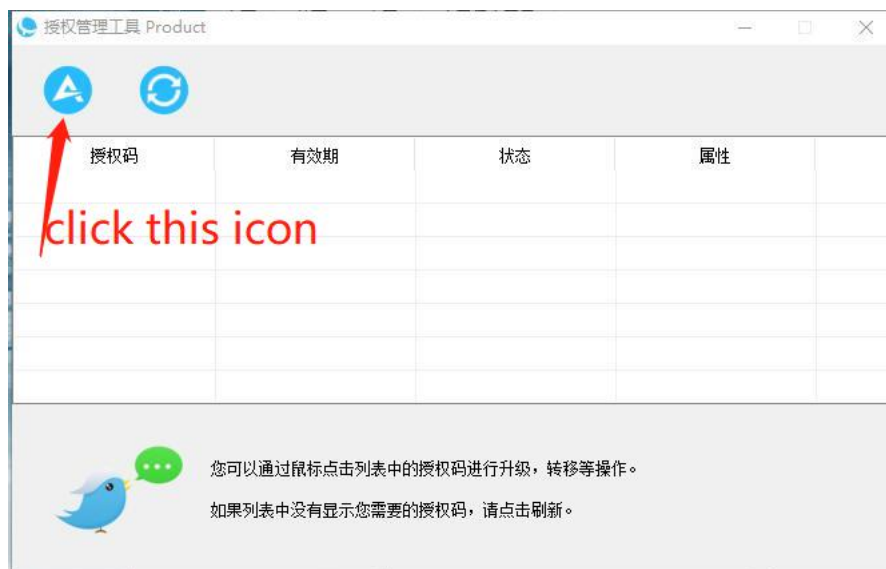 授权管理工具 Product
授权码 有效期 状态 属性
click this icon
您可以通过鼠标点击列表中的授权码进行升级，转移等操作。
如果列表中没有显示您需要的授权码，请点击刷新。